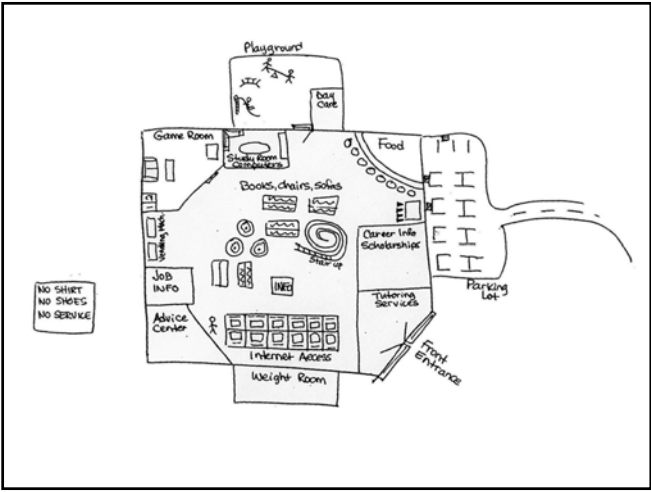 Playground
Day
Care
Game Room
Study Room
Computers
Food
Books, chairs, sofas
Vending Mach.
Career Info
Scholarships
Stair up
JOB
INFO
INFO
Parking
Lot
NO SHIRT
NO SHOES
NO SERVICE
Tutoring
Services
Advice
Center
Internet Access
Front
Entrance
Weight Room